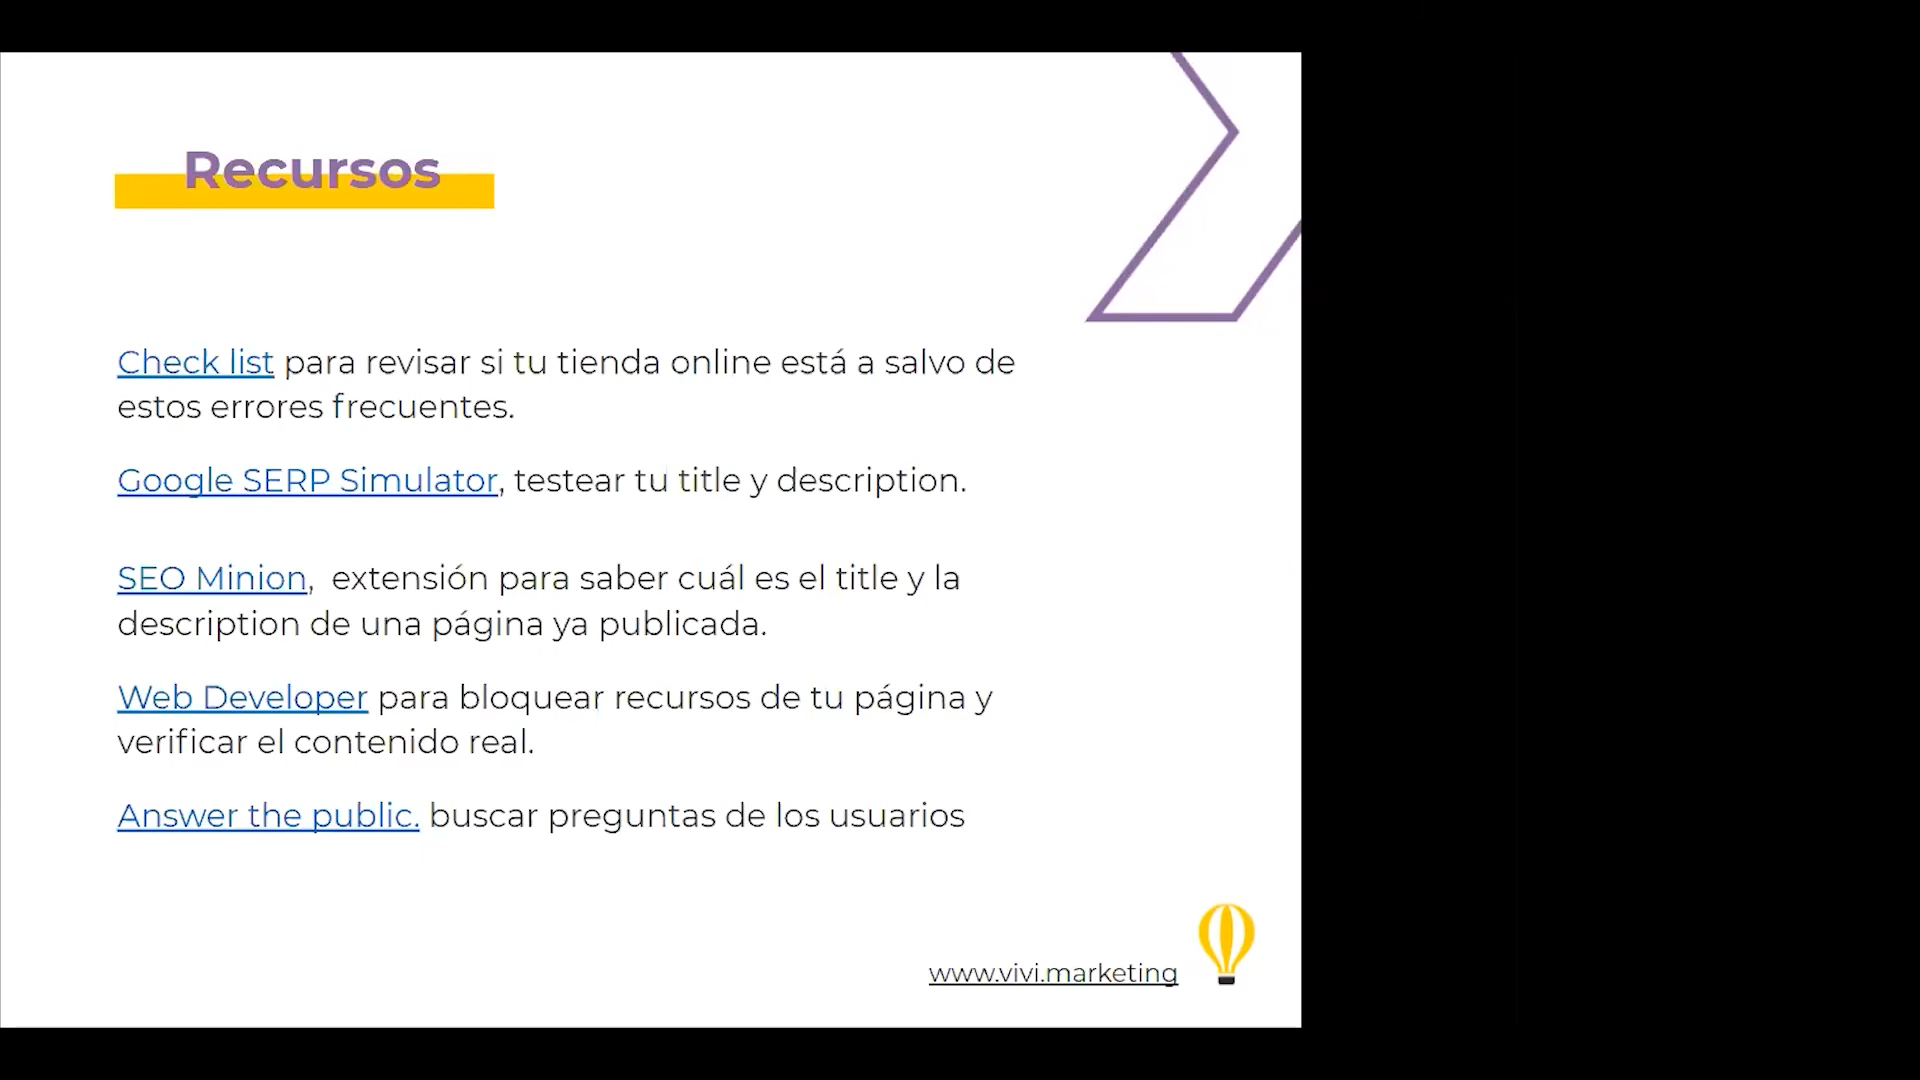 Recursos
Check list para revisar si tu tienda online está a salvo de
estos errores frecuentes.
Google SERP Simulator, testear tu title y description.
SEO Minion,  extensión para saber cuál es el title y la
description de una página ya publicada.
Web Developer para bloquear recursos de tu página y
verificar el contenido real.
Answer the public. buscar preguntas de los usuarios
www.vivi.marketing